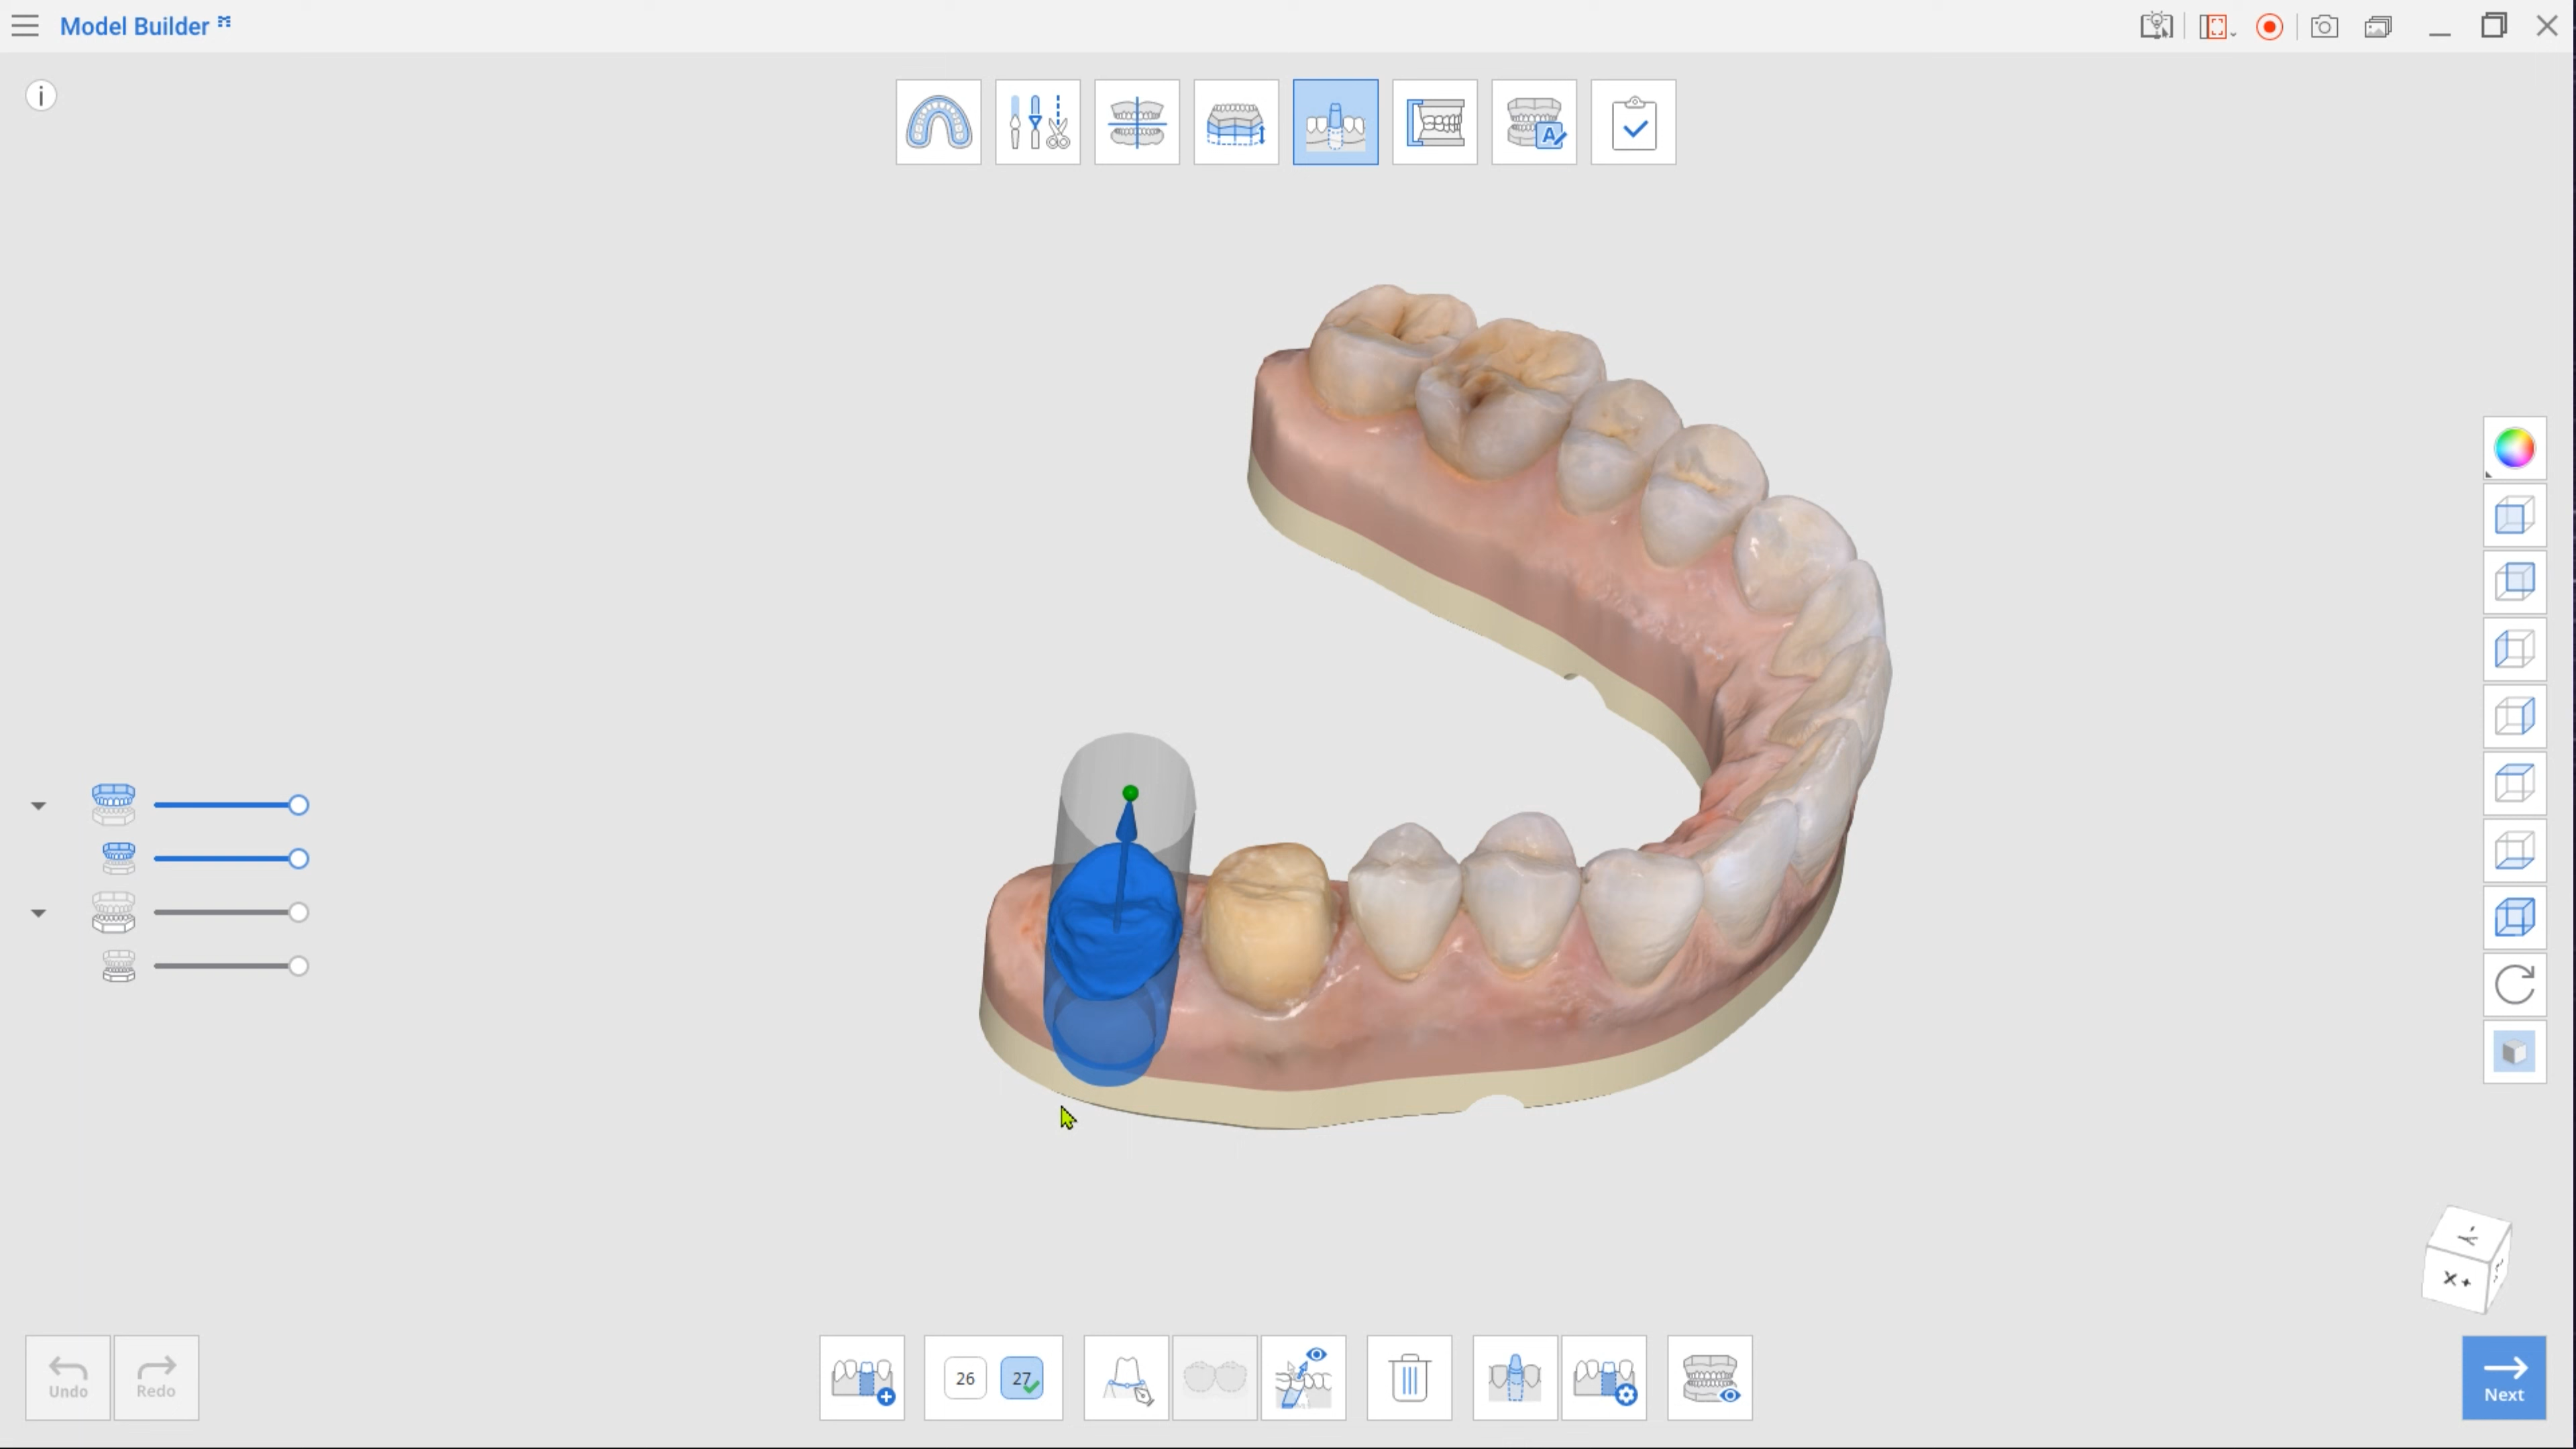 Model Builder
i
A
Y
X +
Undo
Redo
26
27
Next